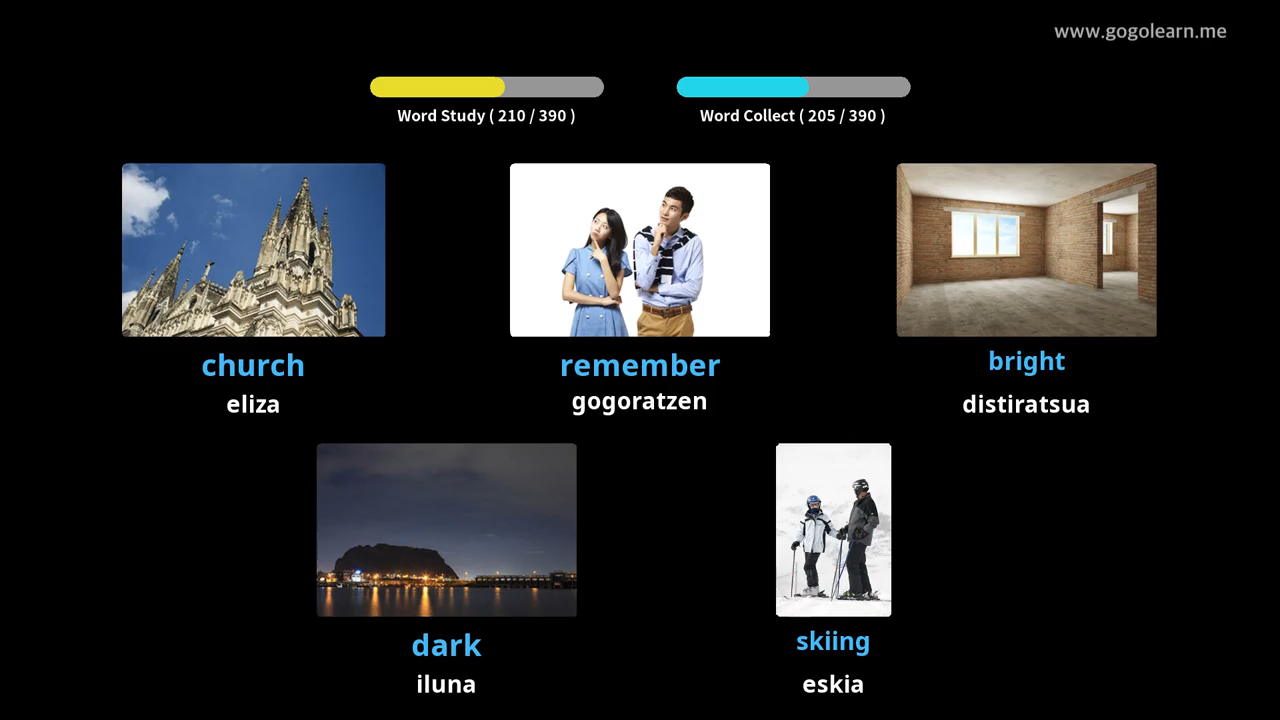 www.gogolearn.me
Word Study ( 210 / 390 )
Word Collect ( 205 / 390 )
church
eliza
remember
gogoratzen
bright
distiratsua
dark
iluna
skiing
eskia